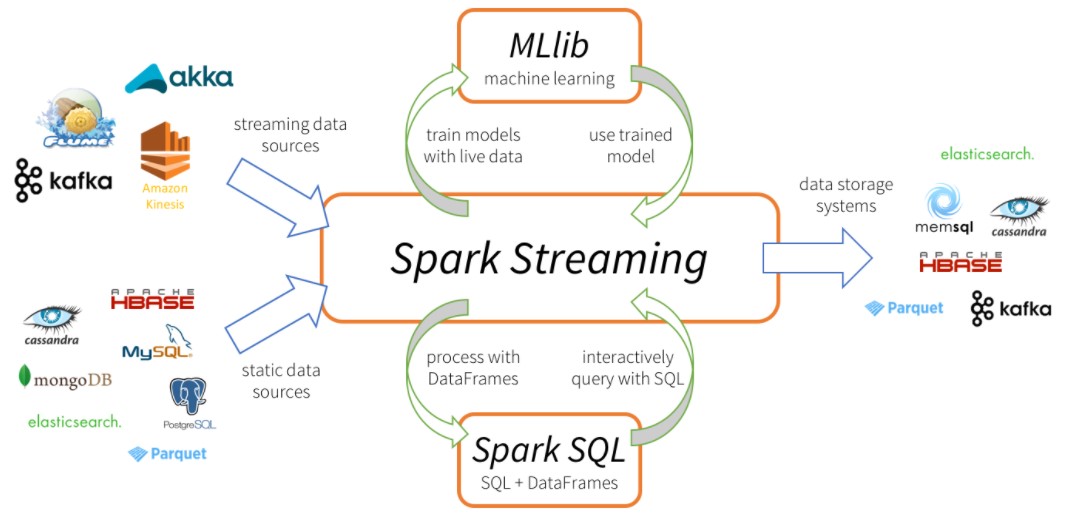 MLlib
machine learning
akka
FLUME
kafka
Amazon
Kinesis
streaming data
sources
train models
with live data
use trained
model
Spark Streaming
data storage
systems
elasticsearch.
memsql
cassandra
APACHE
HBASE
Parquet
kafka
APACHE
HBASE
cassandra
MySQL®
mongoDB
PostgreSQL
elasticsearch.
Parquet
static data
sources
process with
DataFrames
interactively
query with SQL
Spark SQL
SQL + DataFrames